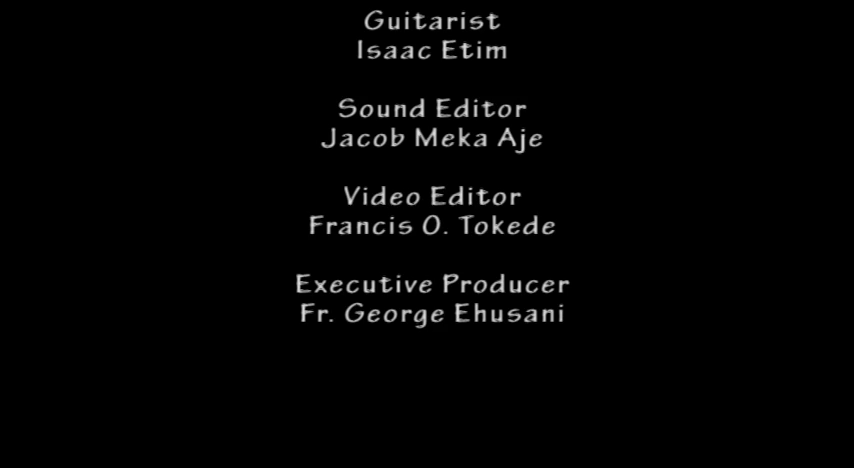 Guitarist
Isaac Etim
Sound Editor
Jacob Meka Aje
Video Editor
Francis O. Tokede
Executive Producer
Fr. George Ehusani